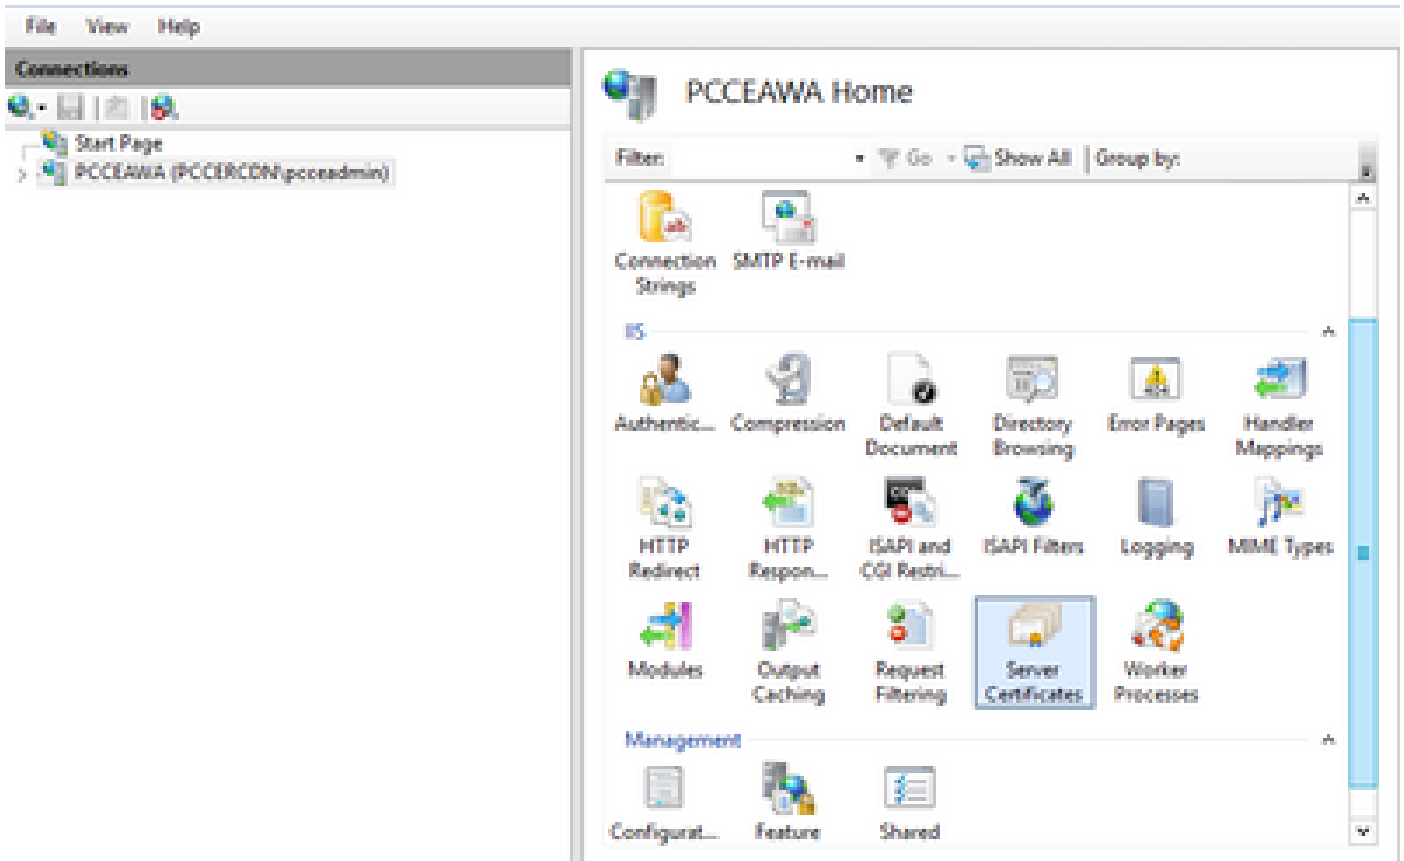 File View Help
Connections
Start Page
PCCEAWA (PCCERCDN\pcceadmin)
PCCEAWA Home
Filter: Go Show All Group by:
Connection Strings
SMTP E-mail
IIS
Authentic...
Compression
Default Document
Directory Browsing
Error Pages
Handler Mappings
HTTP Redirect
HTTP Respon...
ISAPI and CGI Restri...
ISAPI Filters
Logging
MIME Types
Modules
Output Caching
Request Filtering
Server Certificates
Worker Processes
Management
Configurat...
Feature
Shared